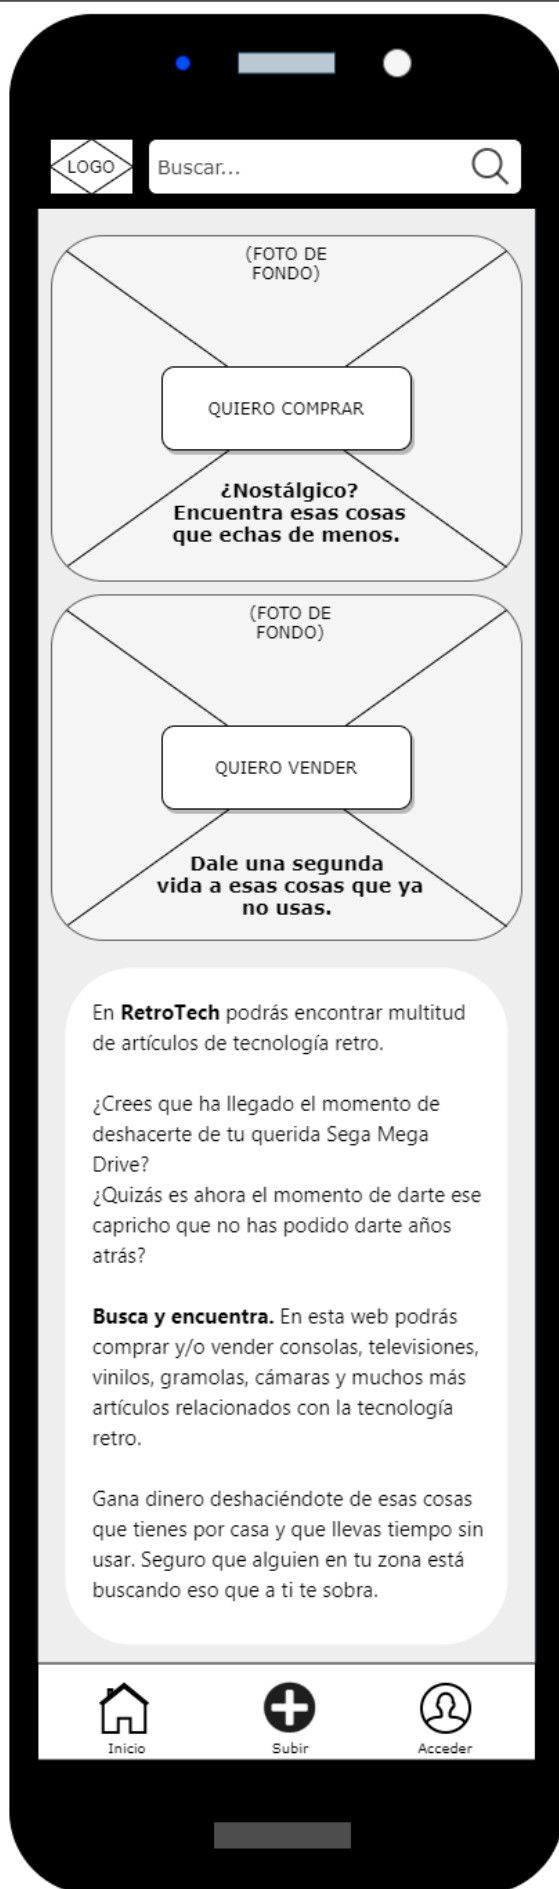 LOGO
Buscar...
(FOTO DE
FONDO)
QUIERO COMPRAR
¿Nostálgico?
Encuentra esas cosas
que echas de menos.
(FOTO DE
FONDO)
QUIERO VENDER
Dale una segunda
vida a esas cosas que ya
no usas.
En RetroTech podrás encontrar multitud
de artículos de tecnología retro.
¿Crees que ha llegado el momento de
deshacerte de tu querida Sega Mega
Drive?
¿Quizás es ahora el momento de darte ese
capricho que no has podido darte años
atrás?
Busca y encuentra. En esta web podrás
comprar y/o vender consolas, televisiones,
vinilos, gramolas, cámaras y muchos más
artículos relacionados con la tecnología
retro.
Gana dinero deshaciéndote de esas cosas
que tienes por casa y que llevas tiempo sin
usar. Seguro que alguien en tu zona está
buscando eso que a ti te sobra.
Inicio
Subir
Acceder